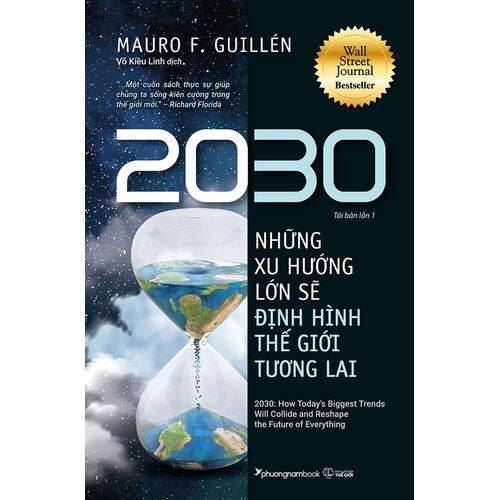 MAURO F. GUILLÉN
Võ Kiều Linh dịch
Wall
Street
Journal
Bestseller
"...Một cuốn sách thực sự giúp
chúng ta sống kiên cường trong
thế giới mới." – Richard Florida
2030
Tái bản lần 1
NHỮNG
XU HƯỚNG
LỚN SẼ
ĐỊNH HÌNH
THẾ GIỚI
TƯƠNG LAI
2030: How Today's Biggest Trends
Will Collide and Reshape
the Future of Everything
phuongnambook
THẾ GIỚI